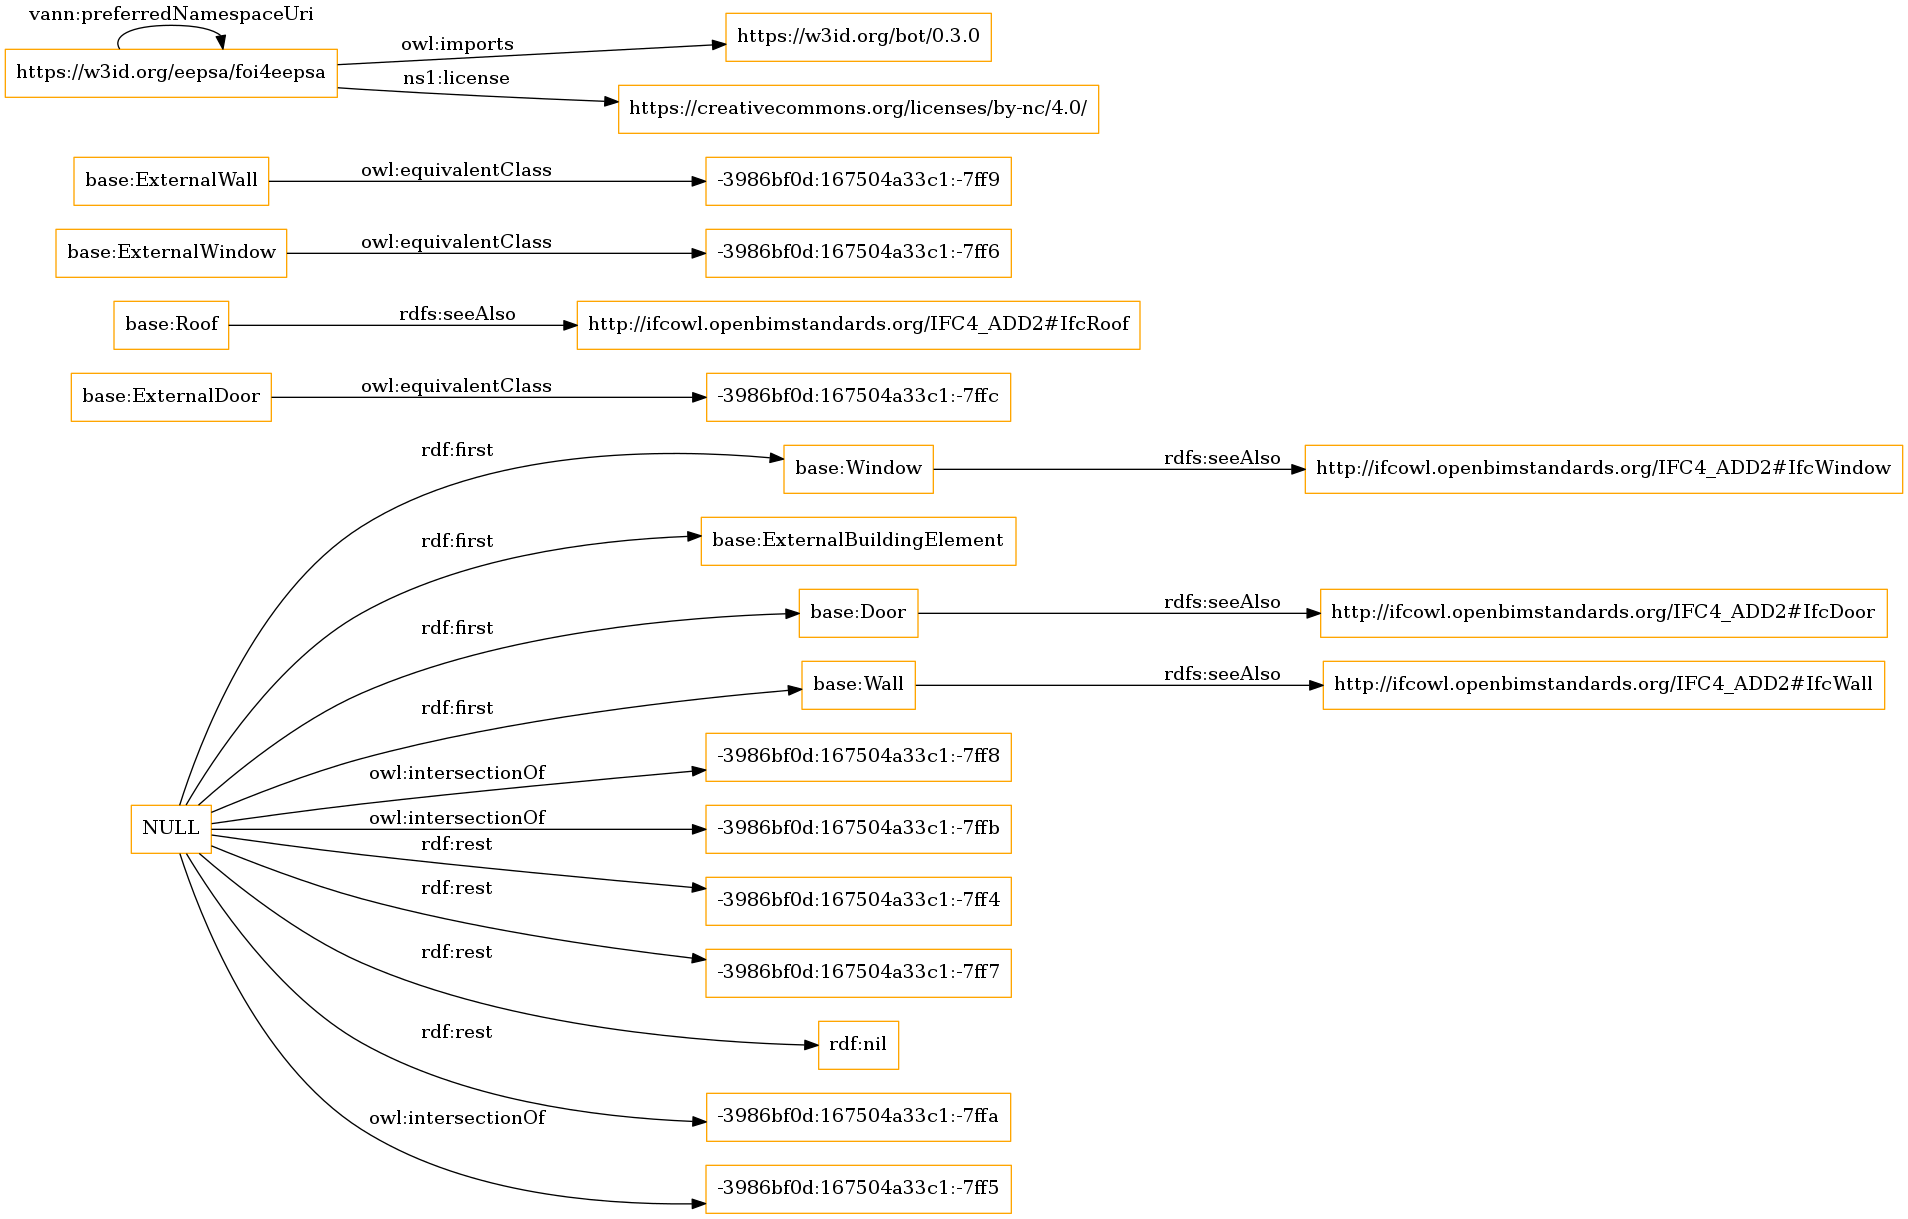 vann:preferredNamespaceUri
https://w3id.org/eepsa/foi4eepsa
owl:imports
https://w3id.org/bot/0.3.0
ns1:license
https://creativecommons.org/licenses/by-nc/4.0/
base:ExternalWall
owl:equivalentClass
-3986bf0d:167504a33c1:-7ff9
base:ExternalWindow
owl:equivalentClass
-3986bf0d:167504a33c1:-7ff6
base:Roof
rdfs:seeAlso
http://ifcowl.openbimstandards.org/IFC4_ADD2#IfcRoof
base:ExternalDoor
owl:equivalentClass
-3986bf0d:167504a33c1:-7ffc
rdf:first
base:Window
rdfs:seeAlso
http://ifcowl.openbimstandards.org/IFC4_ADD2#IfcWindow
rdf:first
base:ExternalBuildingElement
rdf:first
base:Door
rdfs:seeAlso
http://ifcowl.openbimstandards.org/IFC4_ADD2#IfcDoor
rdf:first
base:Wall
rdfs:seeAlso
http://ifcowl.openbimstandards.org/IFC4_ADD2#IfcWall
owl:intersectionOf
-3986bf0d:167504a33c1:-7ff8
NULL
owl:intersectionOf
-3986bf0d:167504a33c1:-7ffb
rdf:rest
-3986bf0d:167504a33c1:-7ff4
rdf:rest
-3986bf0d:167504a33c1:-7ff7
rdf:rest
rdf:nil
rdf:rest
-3986bf0d:167504a33c1:-7ffa
owl:intersectionOf
-3986bf0d:167504a33c1:-7ff5